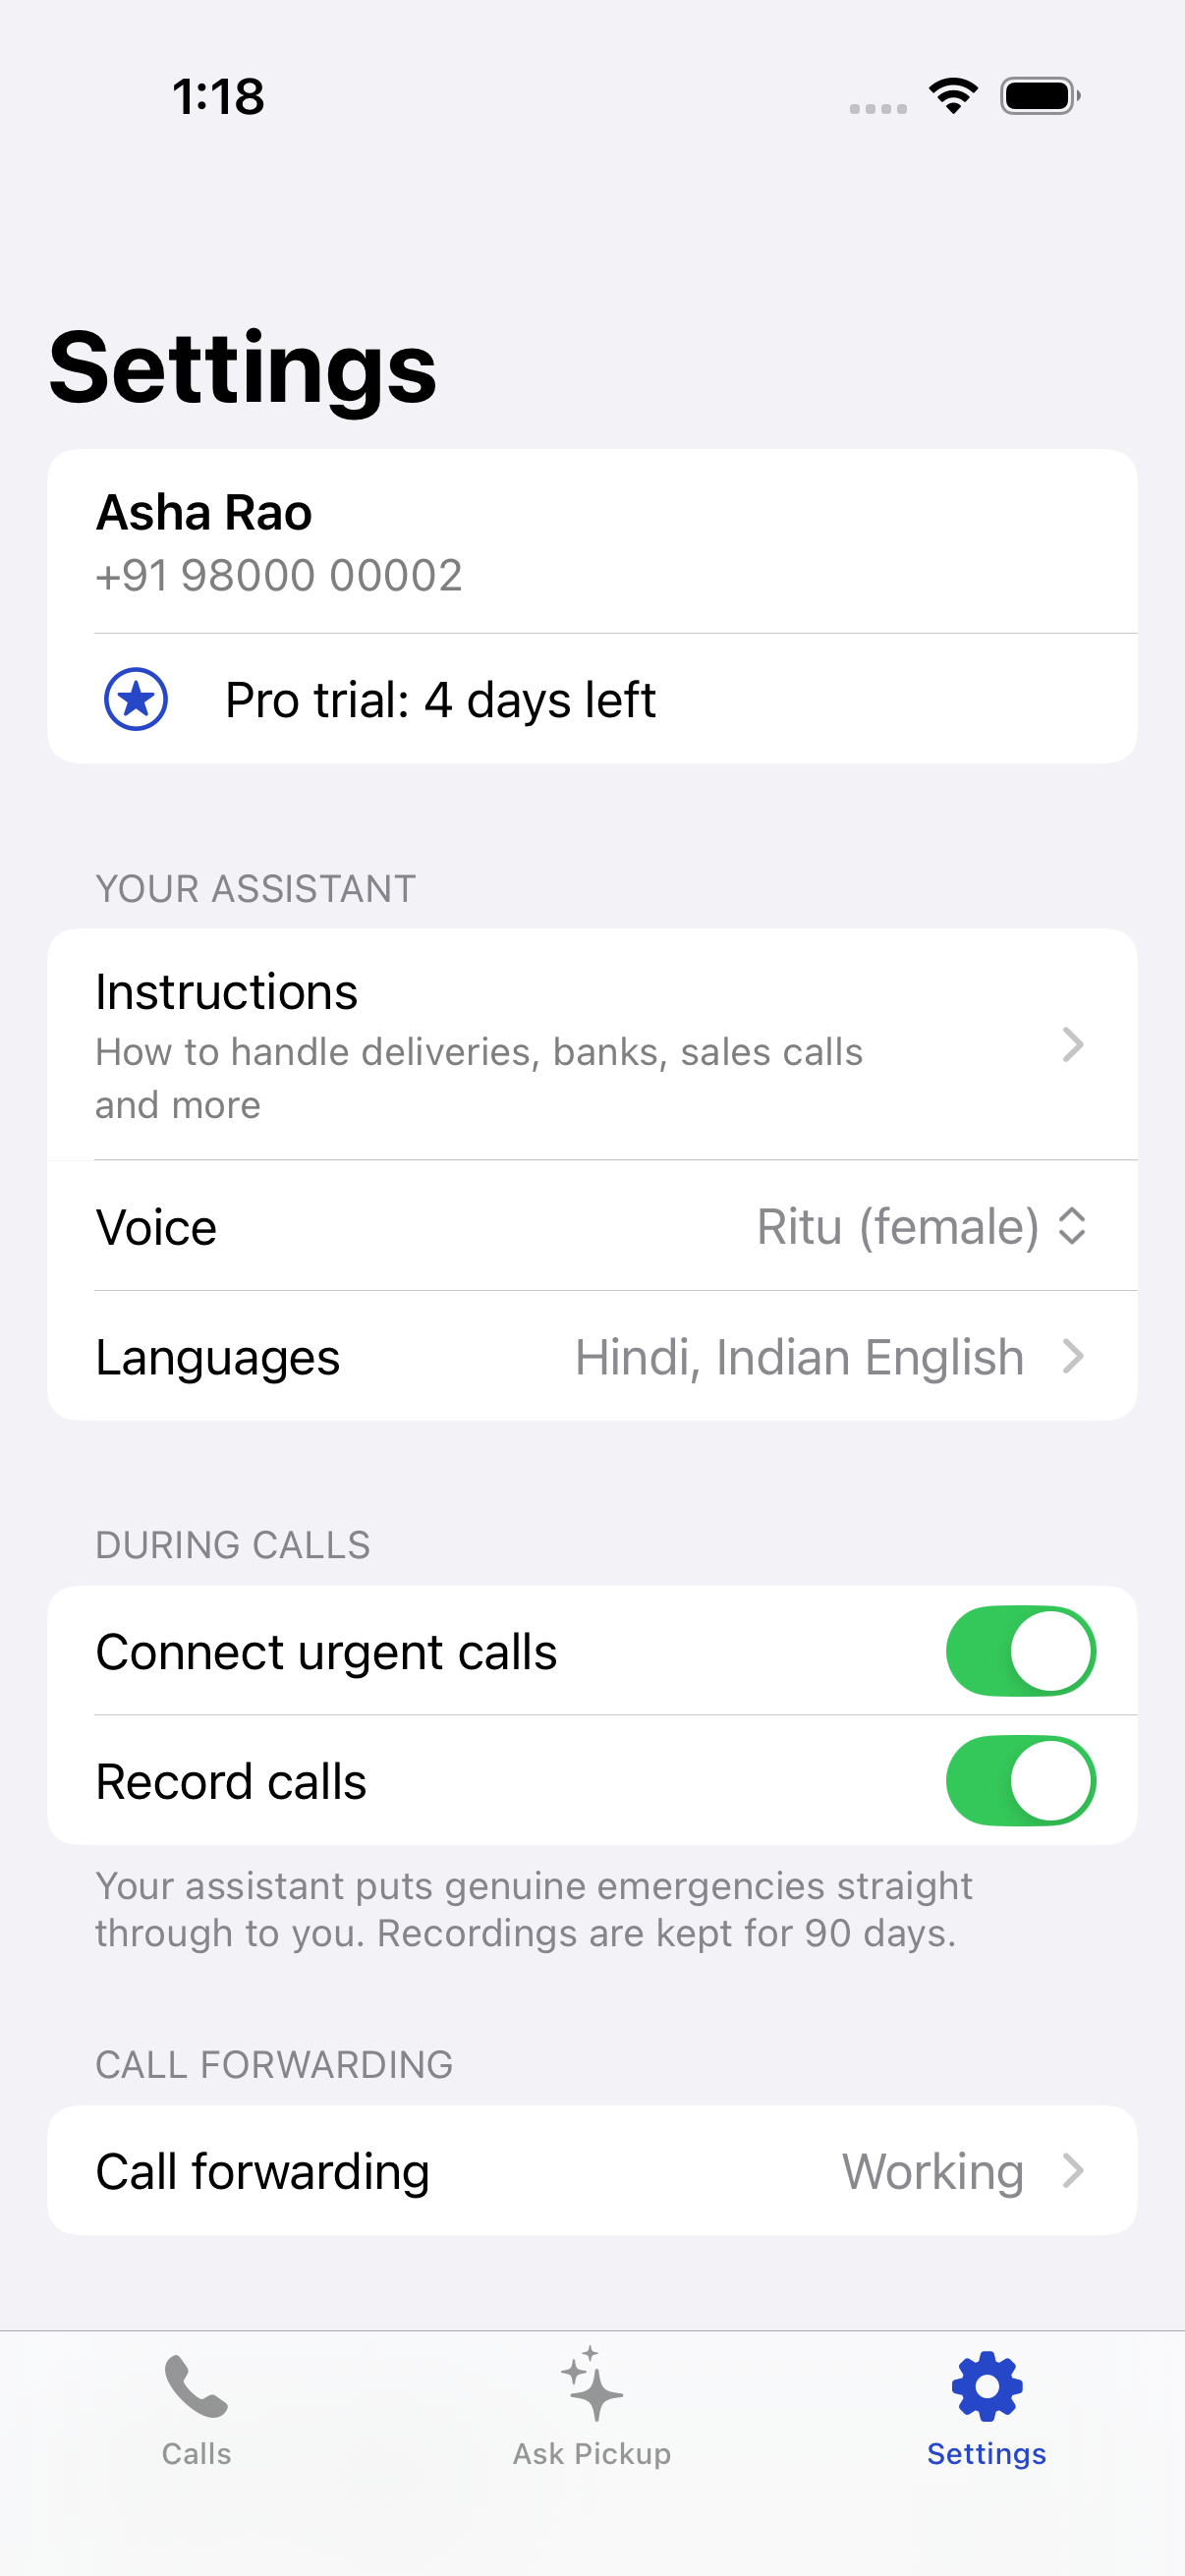 1:18
Settings
Asha Rao
+91 98000 00002
Pro trial: 4 days left
YOUR ASSISTANT
Instructions
How to handle deliveries, banks, sales calls
and more
Voice Ritu (female)
Languages Hindi, Indian English
DURING CALLS
Connect urgent calls
Record calls
Your assistant puts genuine emergencies straight
through to you. Recordings are kept for 90 days.
CALL FORWARDING
Call forwarding Working
Calls Ask Pickup Settings